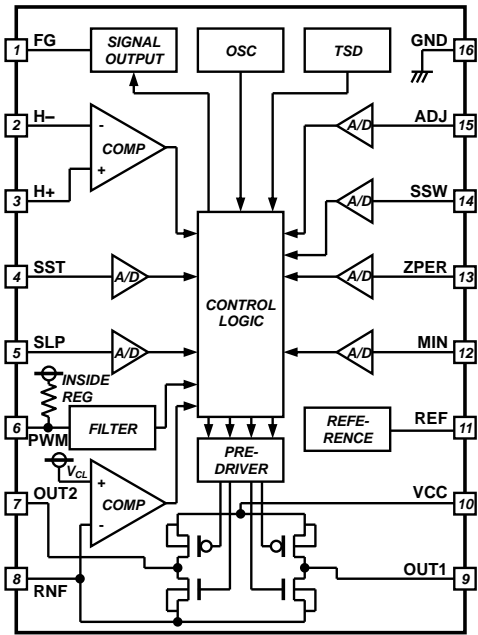 FG
SIGNAL
OUTPUT
OSC
TSD
GND
1
16
H–
-
COMP
+
A/D
ADJ
2
15
H+
A/D
SSW
3
14
SST
A/D
CONTROL
LOGIC
A/D
ZPER
4
13
SLP
A/D
A/D
MIN
5
12
INSIDE
REG
FILTER
REFE-
RENCE
REF
6
11
PWM
VCL
PRE-
DRIVER
OUT2
+
COMP
-
VCC
7
10
OUT1
8
9
RNF